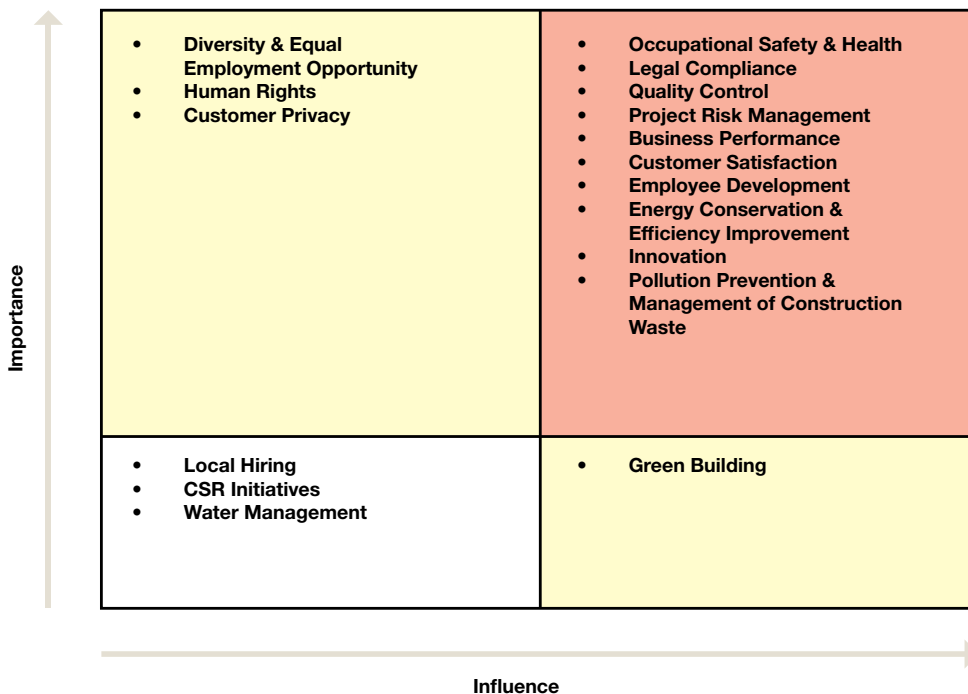 • Diversity & Equal
Employment Opportunity
• Human Rights
• Customer Privacy
• Occupational Safety & Health
• Legal Compliance
• Quality Control
• Project Risk Management
• Business Performance
• Customer Satisfaction
• Employee Development
• Energy Conservation &
Efficiency Improvement
• Innovation
• Pollution Prevention &
Management of Construction
Waste
Importance
• Local Hiring
• CSR Initiatives
• Water Management
• Green Building
Influence